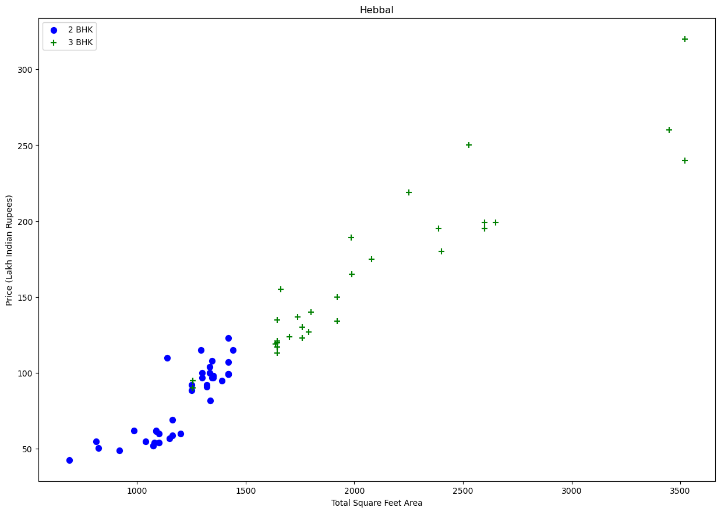 Hebbal
2 BHK
3 BHK
300
250
200
150
100
50
Price (Lakh Indian Rupees)
1000 1500 2000 2500 3000 3500
Total Square Feet Area